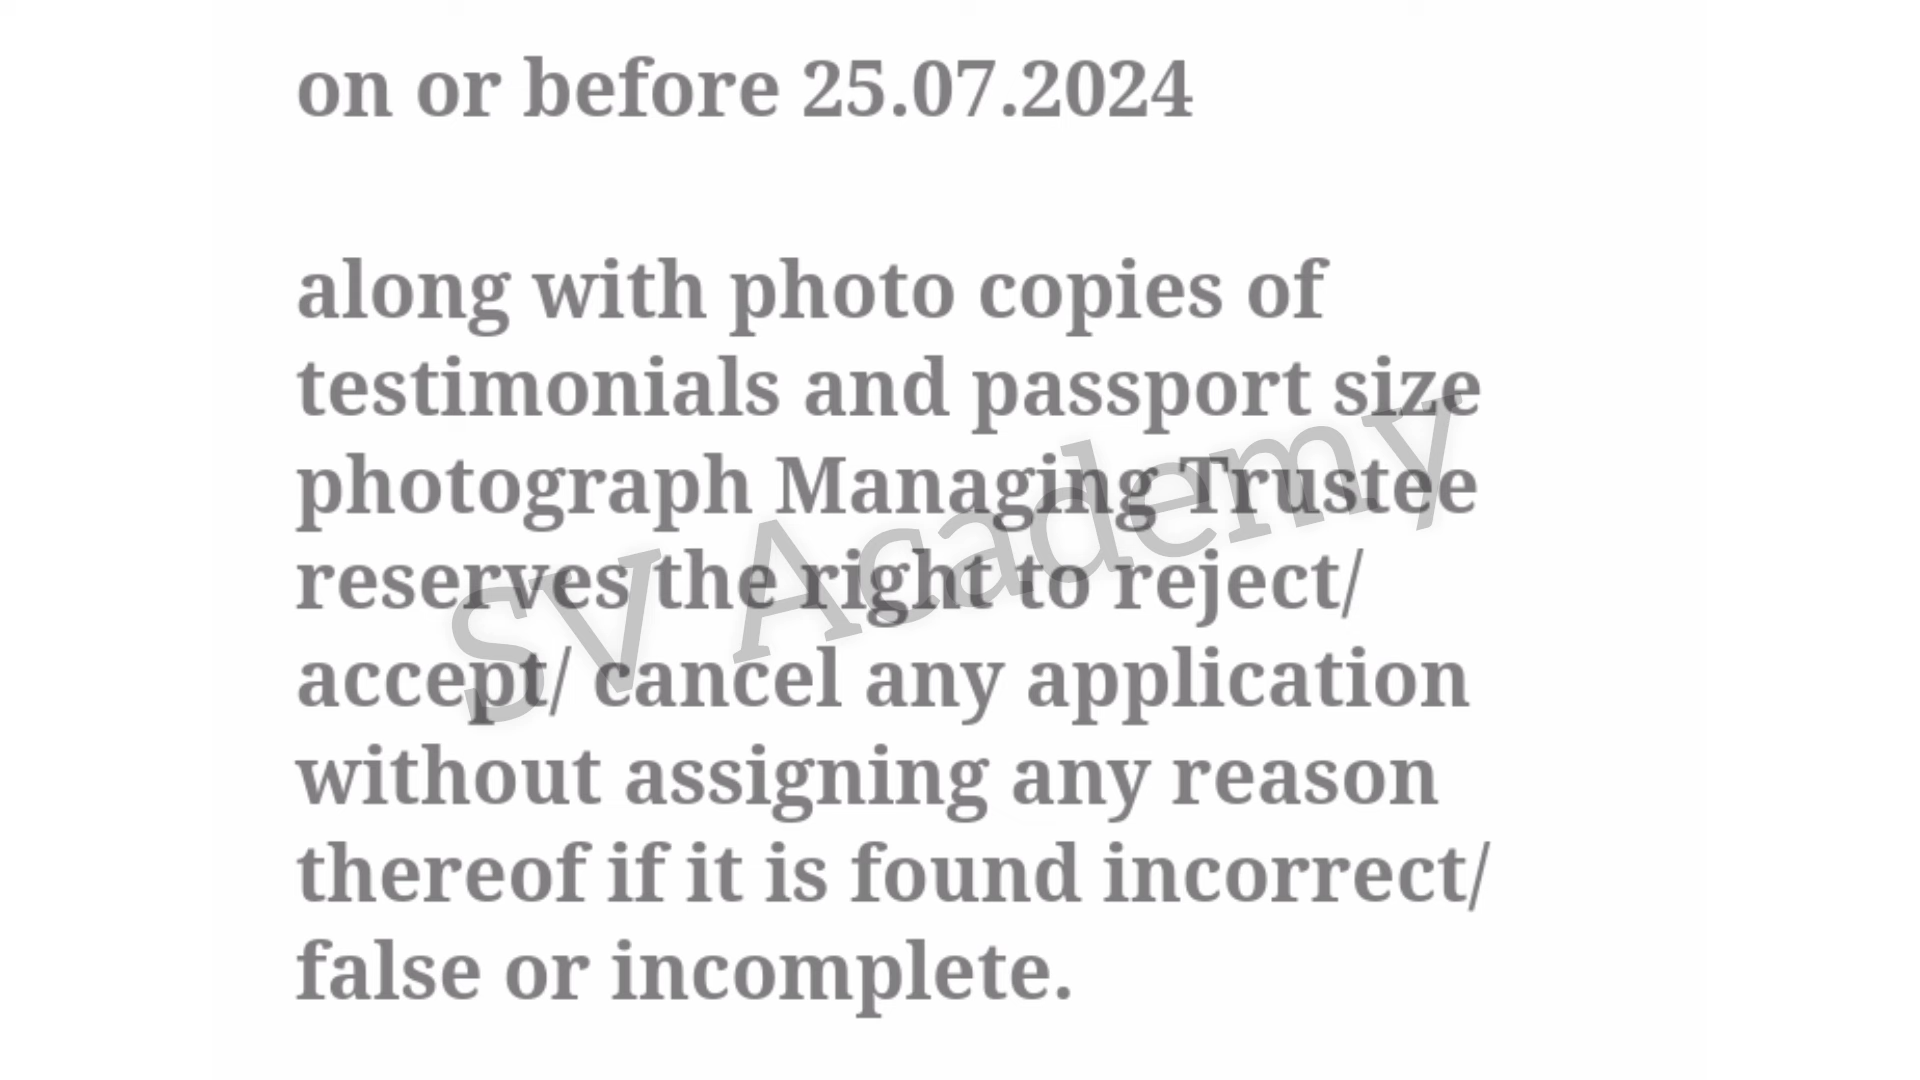 on or before 25.07.2024
along with photo copies of
testimonials and passport size
photograph Managing Trustee
reserves the right to reject/
accept/ cancel any application
without assigning any reason
thereof if it is found incorrect/
false or incomplete.
SV Academy